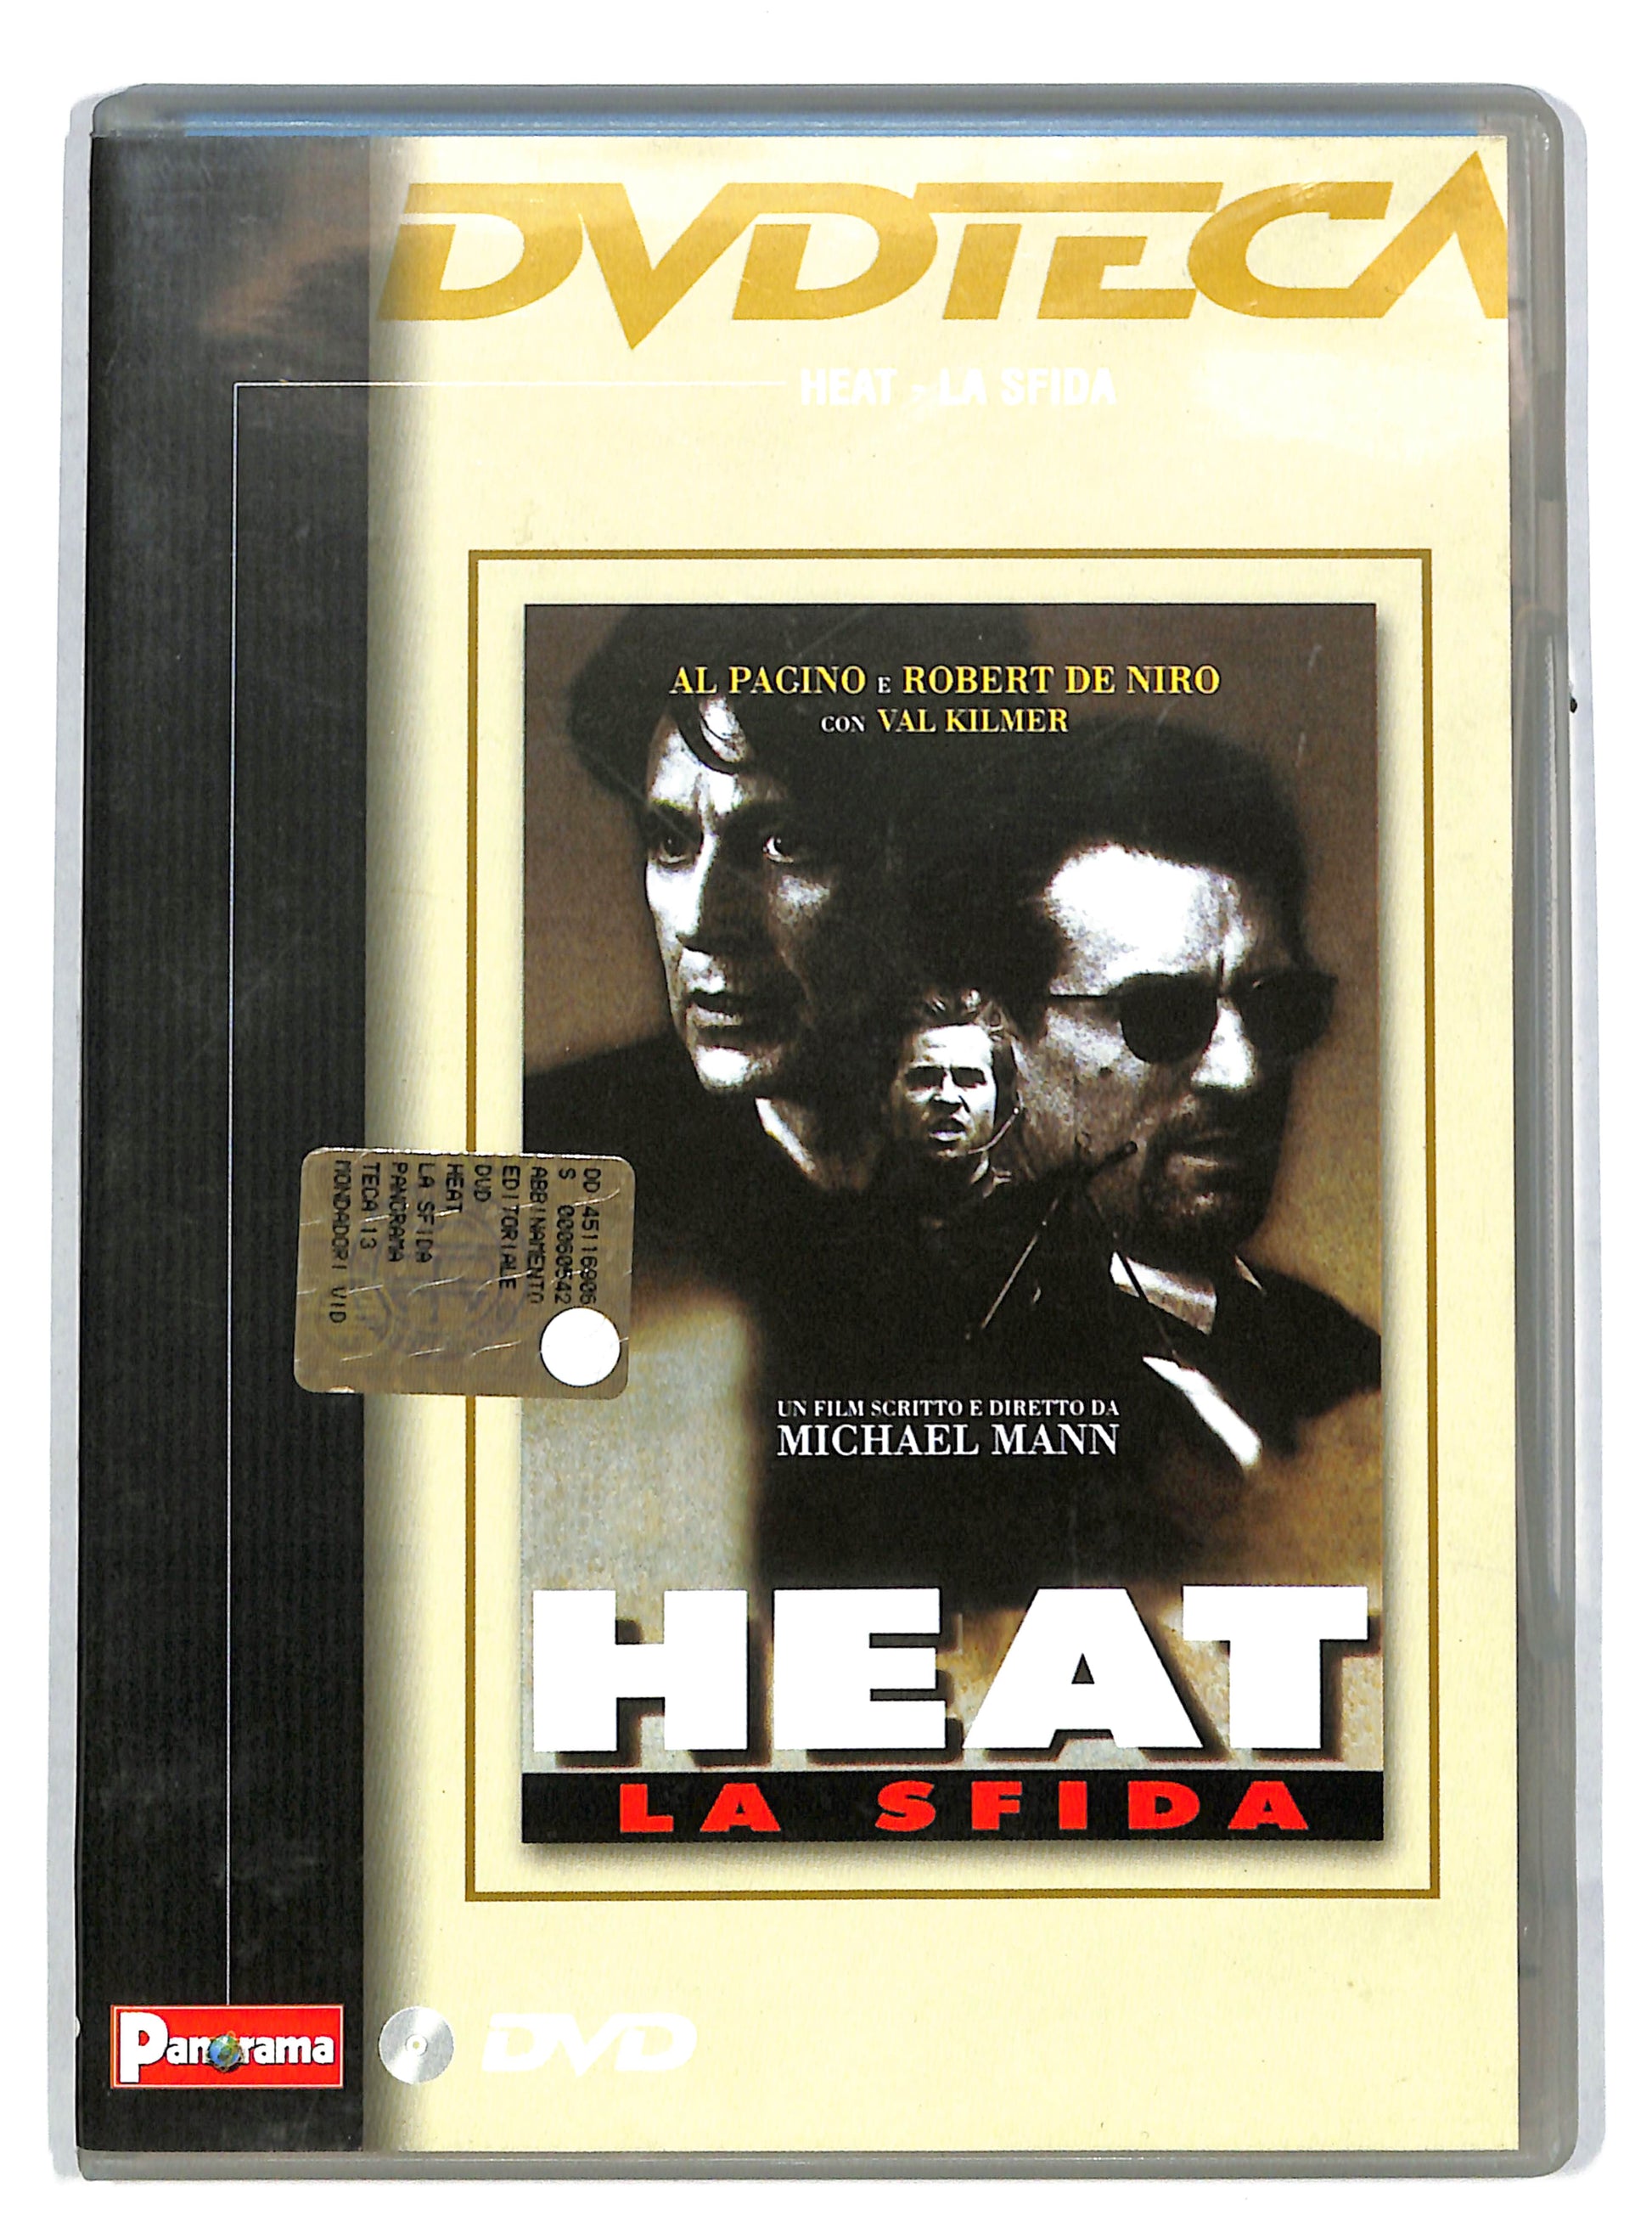 DVDTECA
HEAT - LA SFIDA
AL PACINO E ROBERT DE NIRO
CON VAL KILMER
DD 45116906
S 00060542
ABBINAMENTO
EDITORIALE
DVD
HEAT
LA SFIDA
PANORAMA
TECA 13
MONDADORI VID
UN FILM SCRITTO E DIRETTO DA
MICHAEL MANN
HEAT
LA SFIDA
Panorama
DVD